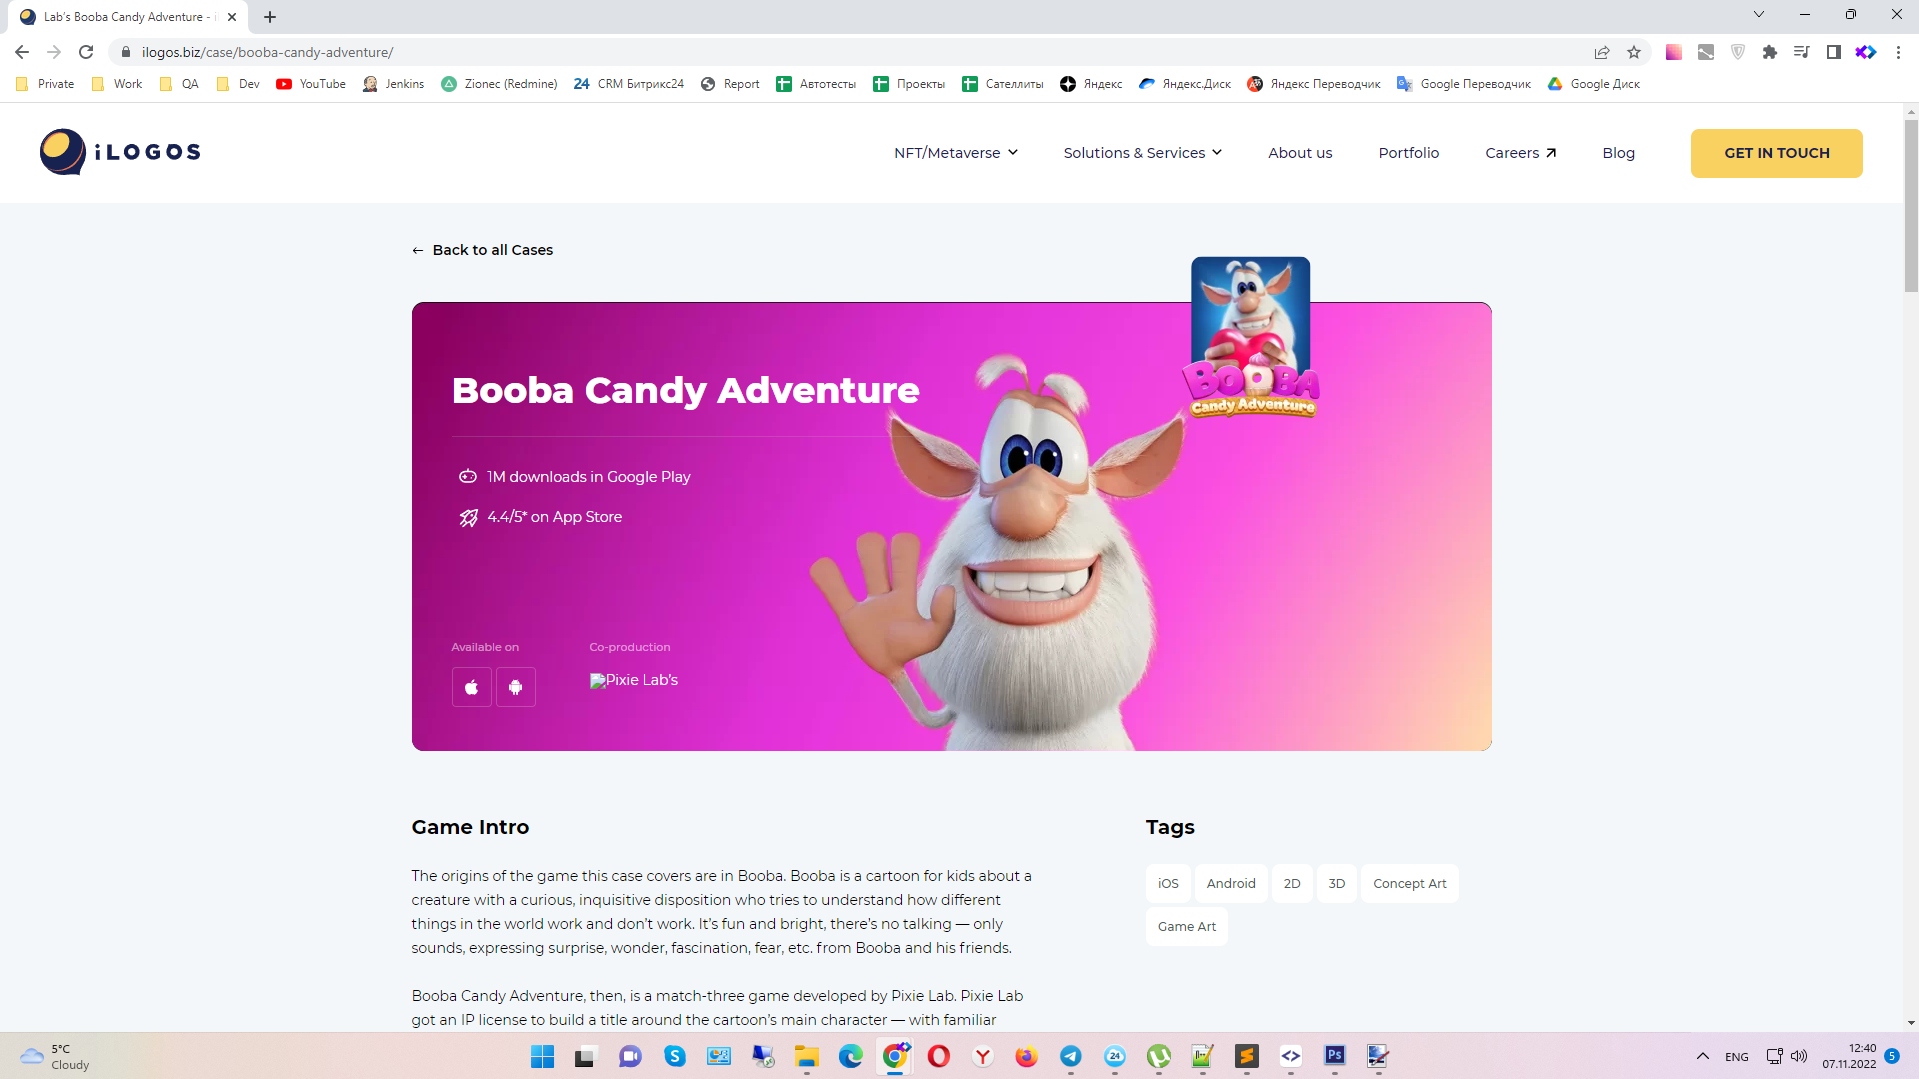 Lab's Booba Candy Adventure - i
ilogos.biz/case/booba-candy-adventure/
Private Work QA Dev YouTube Jenkins Zionec (Redmine) 24 CRM Битрикс24 Report Автотесты Проекты Сателлиты Яндекс Яндекс.Диск Яндекс Переводчик Google Переводчик Google Диск
iLOGOS
NFT/Metaverse Solutions & Services About us Portfolio Careers Blog GET IN TOUCH
Back to all Cases
BOOBA
Candy Adventure
Booba Candy Adventure
1M downloads in Google Play
4.4/5* on App Store
Available on Co-production
Pixie Lab's
Game Intro
The origins of the game this case covers are in Booba. Booba is a cartoon for kids about a
creature with a curious, inquisitive disposition who tries to understand how different
things in the world work and don't work. It's fun and bright, there's no talking — only
sounds, expressing surprise, wonder, fascination, fear, etc. from Booba and his friends.
Booba Candy Adventure, then, is a match-three game developed by Pixie Lab. Pixie Lab
got an IP license to build a title around the cartoon's main character — with familiar
Tags
iOS Android 2D 3D Concept Art
Game Art
5°C
Cloudy
24
Ps
ENG
12:40
07.11.2022
5